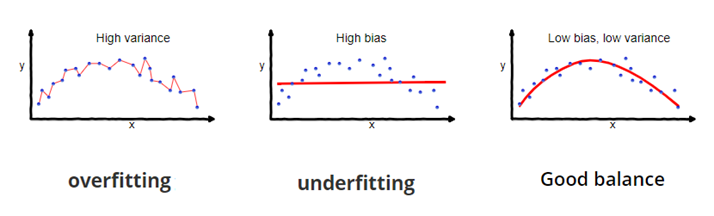 High variance
y
x
overfitting
High bias
y
x
underfitting
Low bias, low variance
y
x
Good balance